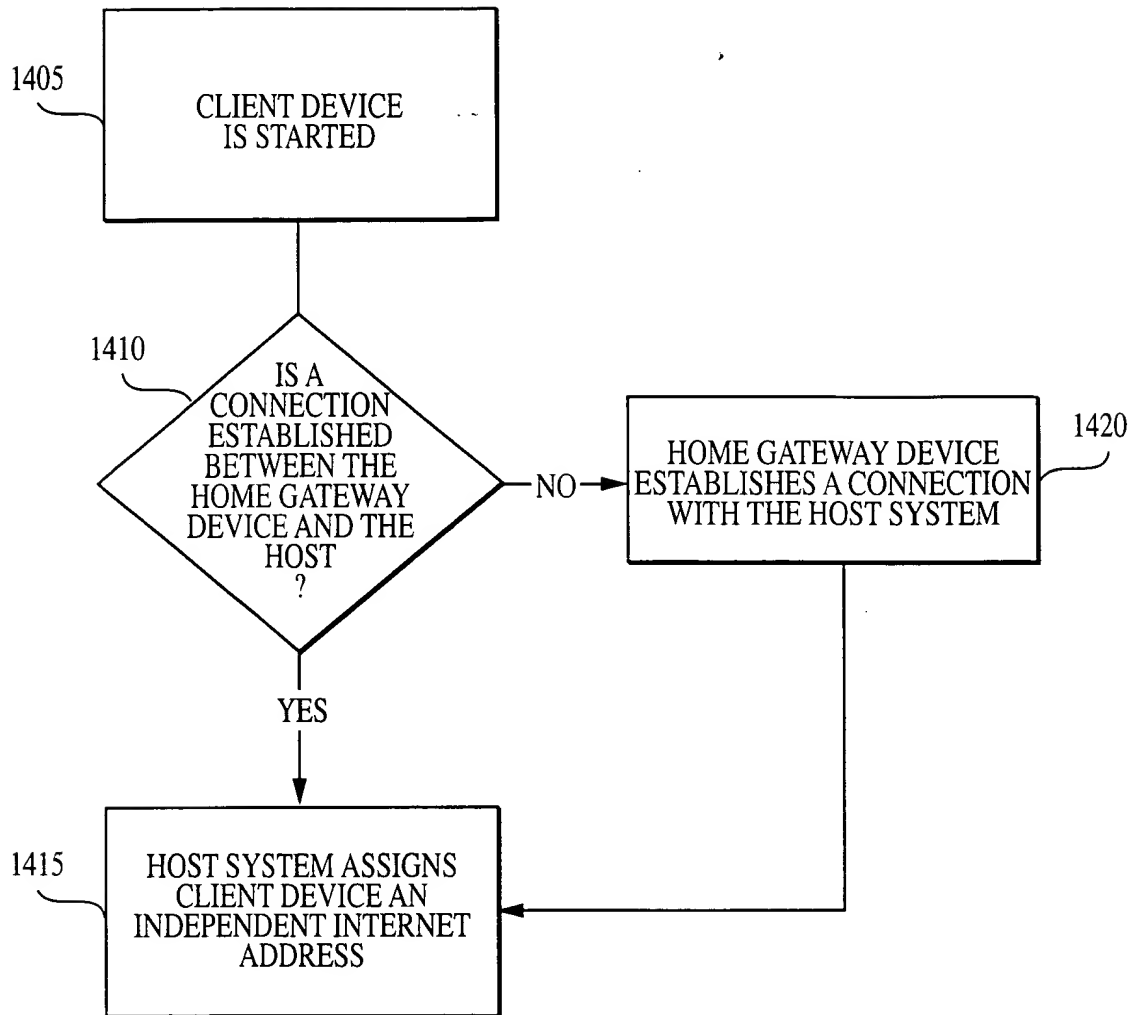 1405
CLIENT DEVICE
IS STARTED
1410
IS A
CONNECTION
ESTABLISHED
BETWEEN THE
HOME GATEWAY
DEVICE AND THE
HOST
?
NO
HOME GATEWAY DEVICE
ESTABLISHES A CONNECTION
WITH THE HOST SYSTEM
1420
YES
1415
HOST SYSTEM ASSIGNS
CLIENT DEVICE AN
INDEPENDENT INTERNET
ADDRESS